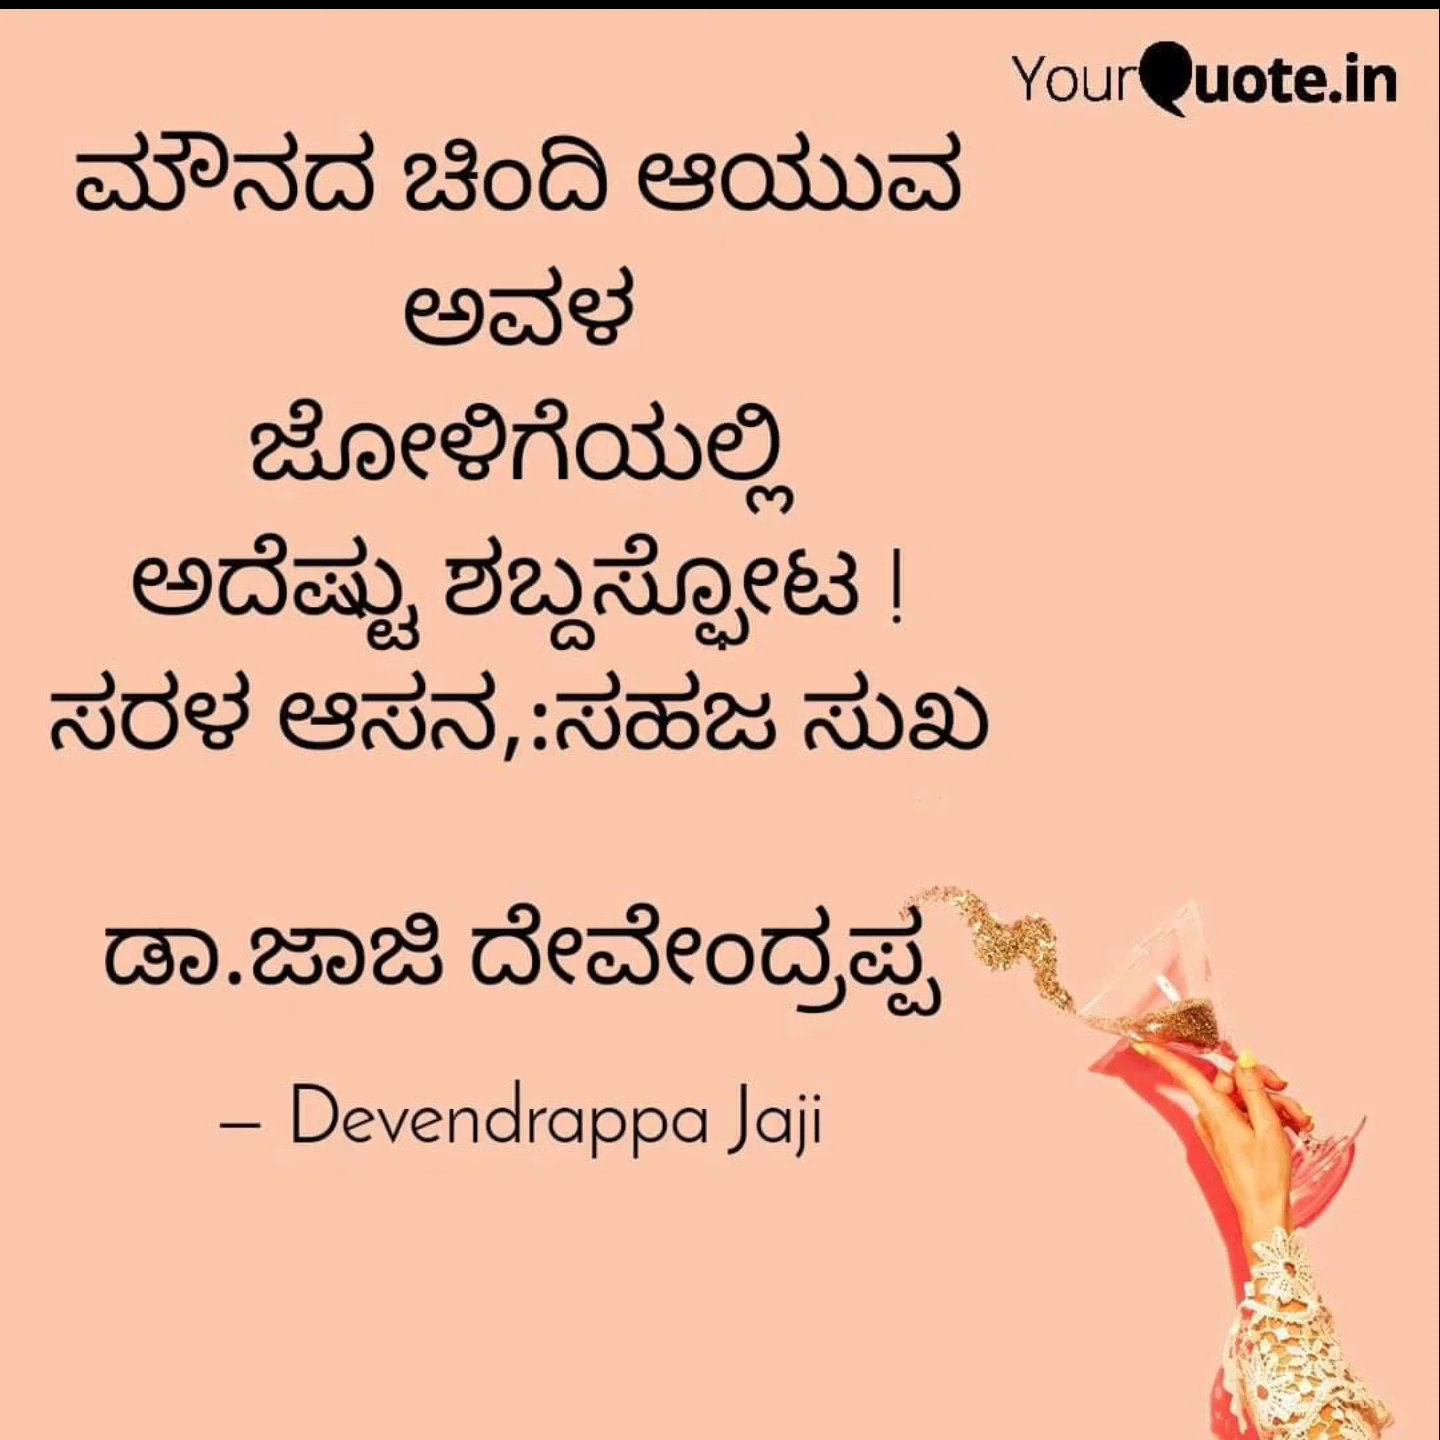 YourQuote.in
ಮೌನದ ಚಿಂದಿ ಆಯುವ
ಅವಳ
ಜೋಳಿಗೆಯಲ್ಲಿ
ಅದೆಷ್ಟು ಶಬ್ದಸ್ಫೋಟ !
ಸರಳ ಆಸನ,:ಸಹಜ ಸುಖ
ಡಾ.ಜಾಜಿ ದೇವೇಂದ್ರಪ್ಪ
– Devendrappa Jaji